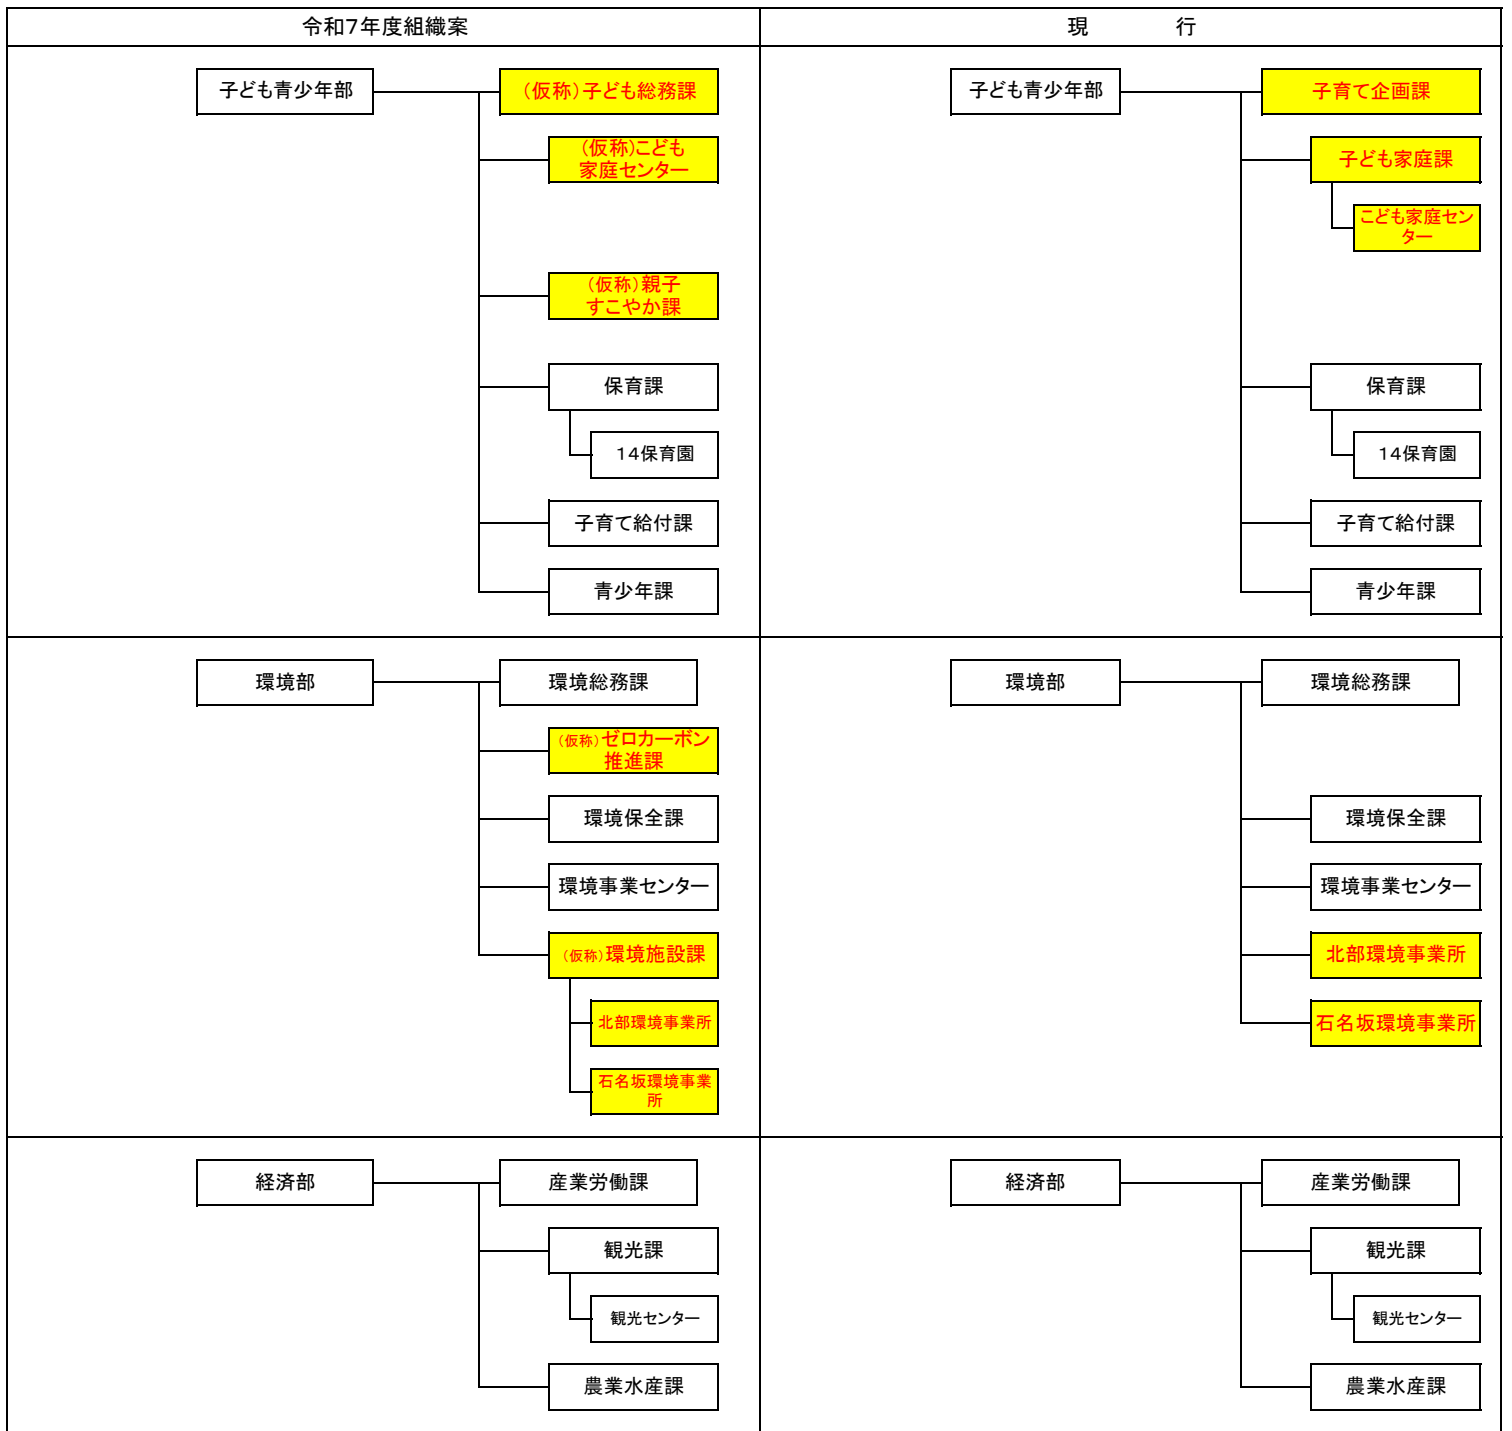 令和7年度組織案
現　　　行
子ども青少年部
(仮称)子ども総務課
(仮称)こども
家庭センター
(仮称)親子
すこやか課
保育課
14保育園
子育て給付課
青少年課
子ども青少年部
子育て企画課
子ども家庭課
こども家庭セン
ター
保育課
14保育園
子育て給付課
青少年課
環境部
環境総務課
(仮称)ゼロカーボン
推進課
環境保全課
環境事業センター
(仮称)環境施設課
北部環境事業所
石名坂環境事業
所
環境部
環境総務課
環境保全課
環境事業センター
北部環境事業所
石名坂環境事業所
経済部
産業労働課
観光課
観光センター
農業水産課
経済部
産業労働課
観光課
観光センター
農業水産課